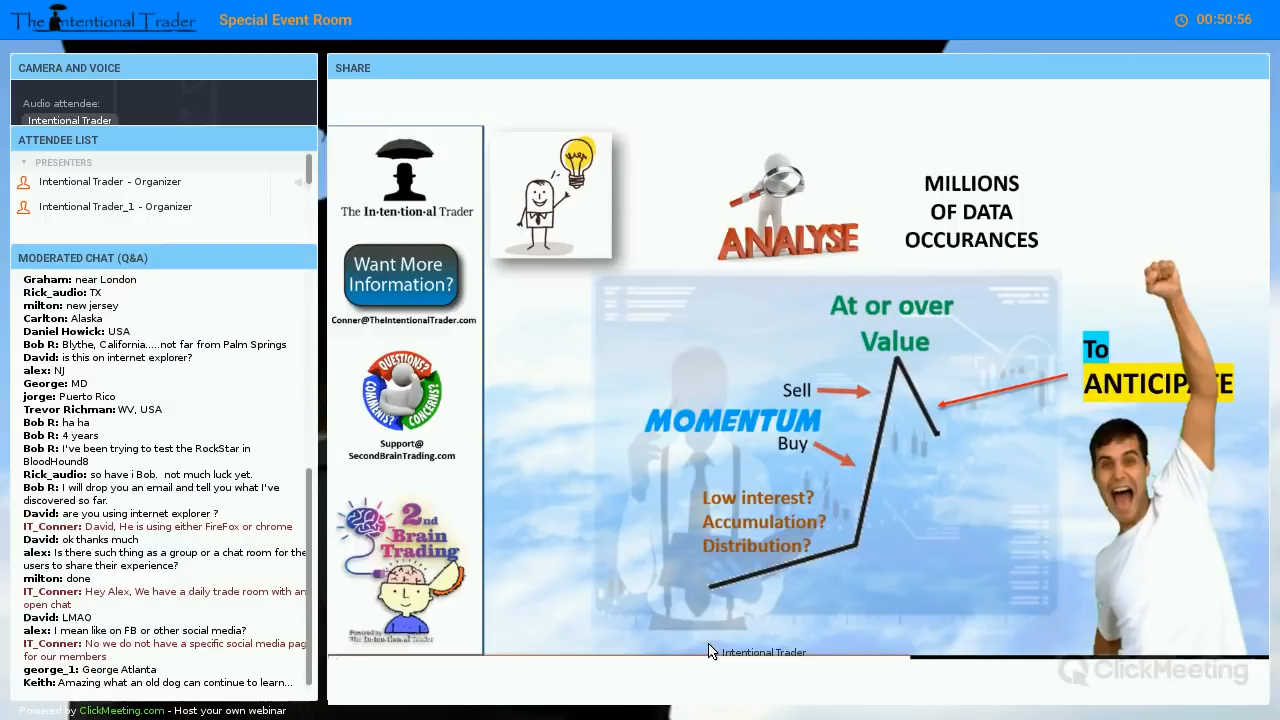 The Intentional Trader
Special Event Room
00:50:56
CAMERA AND VOICE
Audio attendee:
Intentional Trader
ATTENDEE LIST
PRESENTERS
Intentional Trader - Organizer
Intentional Trader_1 - Organizer
MODERATED CHAT (Q&A)
Graham: near London
Rick_audio: TX
milton: new jersey
Carlton: Alaska
Daniel Howick: USA
Bob R: Blythe, California.....not far from Palm Springs
David: is this on internet explorer?
alex: NJ
George: MD
jorge: Puerto Rico
Trevor Richman: WV, USA
Bob R: ha ha
Bob R: 4 years
Bob R: I've been trying to test the RockStar in
BloodHound8
Rick_audio: so have i Bob. not much luck yet.
Bob R: I will drop you an email and tell you what I've
discovered so far.
David: are you using internet explorer ?
IT_Conner: David, He is using either FireFox or chrome
David: ok thanks much
alex: Is there such thing as a group or a chat room for the
users to share their experience?
milton: done
IT_Conner: Hey Alex, We have a daily trade room with an
open chat
David: LMAO
alex: I mean like on FB or other social media?
IT_Conner: No we do not have a specific social media pag
for our members
george_1: George Atlanta
Keith: Amazing what an old dog can continue to learn...
Powered by ClickMeeting.com - Host your own webinar
SHARE
The In·ten·tion·al Trader
Want More
Information?
Conner@TheIntentionalTrader.com
QUESTIONS?
COMMENTS?
CONCERNS?
Support@
SecondBrainTrading.com
2nd
Brain
Trading
Powered by
The In·ten·tion·al Trader
ANALYSE
MILLIONS
OF DATA
OCCURANCES
At or over
Value
Sell
MOMENTUM
Buy
Low interest?
Accumulation?
Distribution?
To
ANTICIPATE
Intentional Trader
ClickMeeting